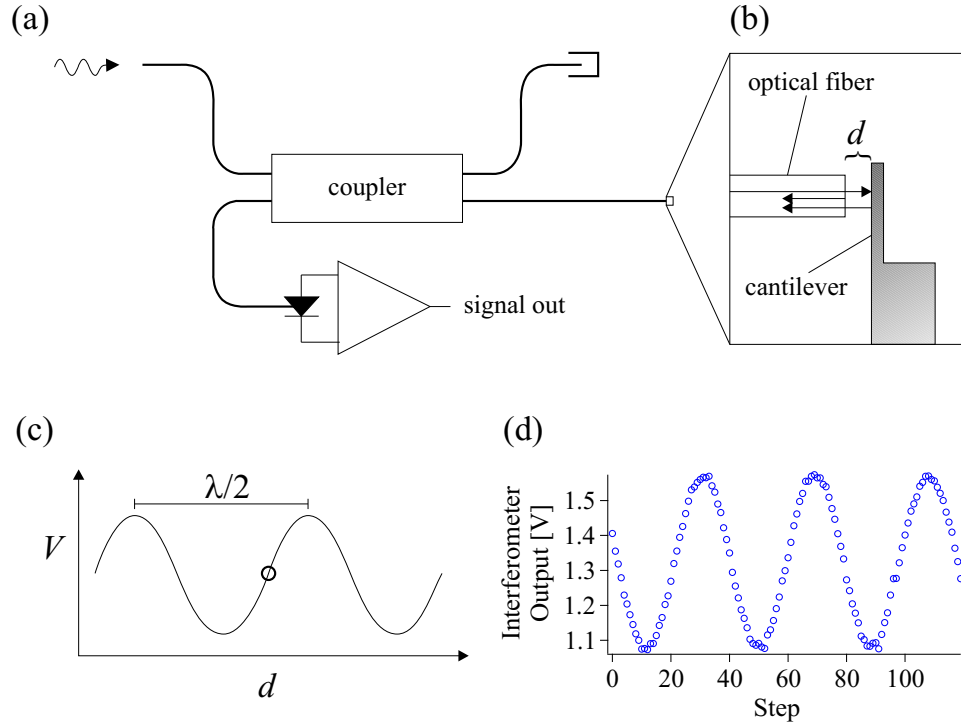 (a)
(b)
optical fiber
d
coupler
cantilever
signal out
(c)
(d)
λ/2
V
d
Interferometer
Output [V]
1.5
1.4
1.3
1.2
1.1
0 20 40 60 80 100
Step